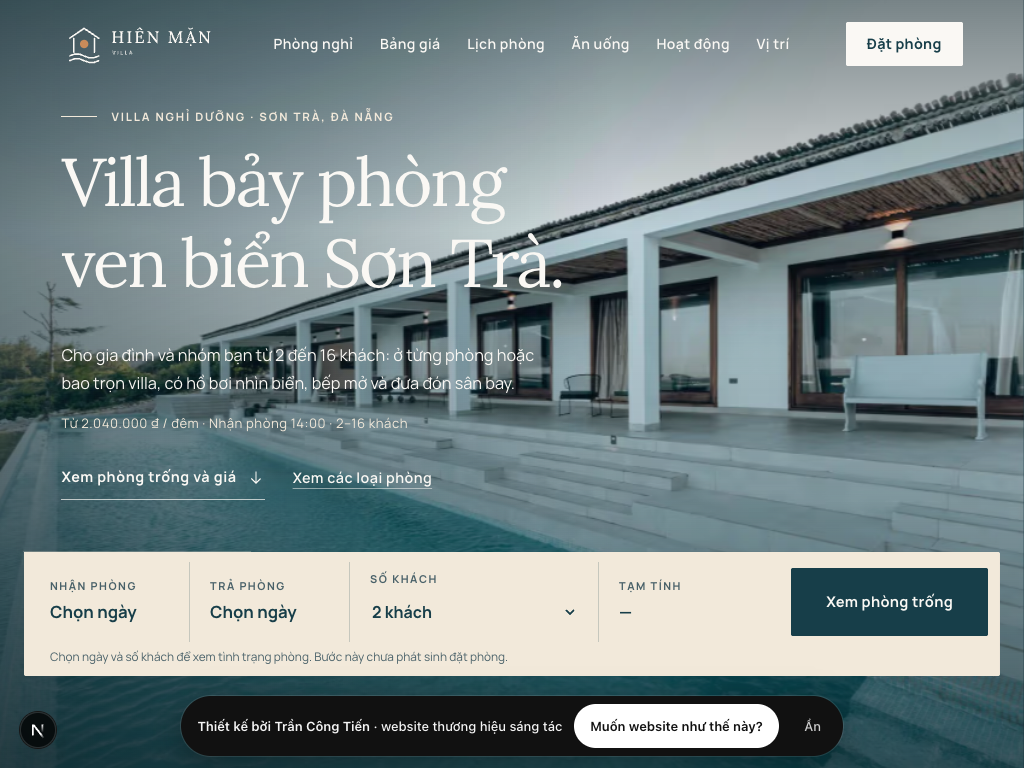 HIÊN MẶN
VILLA
Phòng nghỉ
Bảng giá
Lịch phòng
Ăn uống
Hoạt động
Vị trí
Đặt phòng
VILLA NGHỈ DƯỠNG · SƠN TRÀ, ĐÀ NẴNG
Villa bảy phòng
ven biển Sơn Trà.
Cho gia đình và nhóm bạn từ 2 đến 16 khách: ở từng phòng hoặc
bao trọn villa, có hồ bơi nhìn biển, bếp mở và đưa đón sân bay.
Từ 2.040.000 ₫ / đêm · Nhận phòng 14:00 · 2–16 khách
Xem phòng trống và giá ↓
Xem các loại phòng
NHẬN PHÒNG
Chọn ngày
TRẢ PHÒNG
Chọn ngày
SỐ KHÁCH
2 khách
TẠM TÍNH
—
Xem phòng trống
Chọn ngày và số khách để xem tình trạng phòng. Bước này chưa phát sinh đặt phòng.
N
Thiết kế bởi Trần Công Tiến · website thương hiệu sáng tác
Muốn website như thế này?
Ẩn